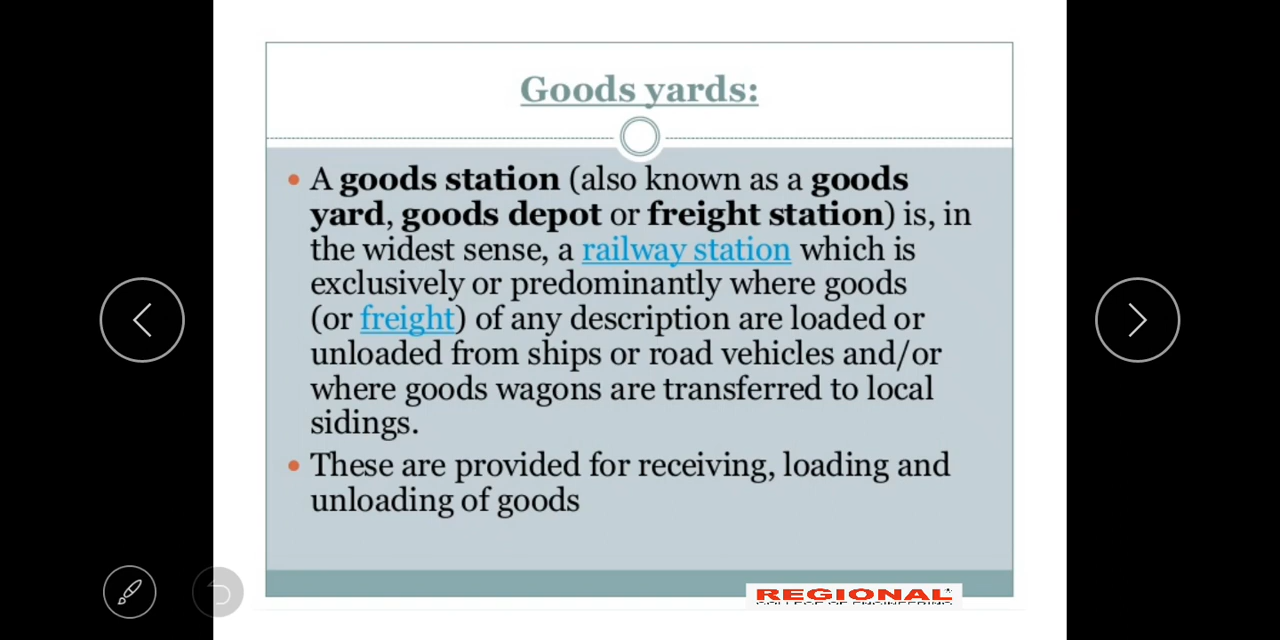 Goods yards:
• A goods station (also known as a goods
yard, goods depot or freight station) is, in
the widest sense, a railway station which is
exclusively or predominantly where goods
(or freight) of any description are loaded or
unloaded from ships or road vehicles and/or
where goods wagons are transferred to local
sidings.
• These are provided for receiving, loading and
unloading of goods
REGIONAL
COLLEGE OF ENGINEERING